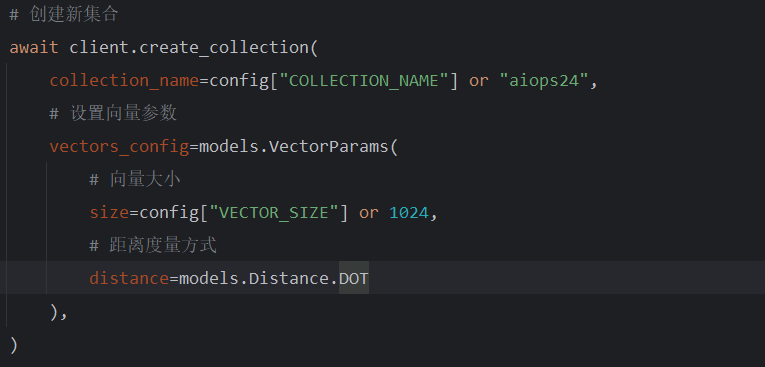 # 创建新集合
await client.create_collection(
    collection_name=config["COLLECTION_NAME"] or "aiops24",
    # 设置向量参数
    vectors_config=models.VectorParams(
        # 向量大小
        size=config["VECTOR_SIZE"] or 1024,
        # 距离度量方式
        distance=models.Distance.DOT
    ),
)